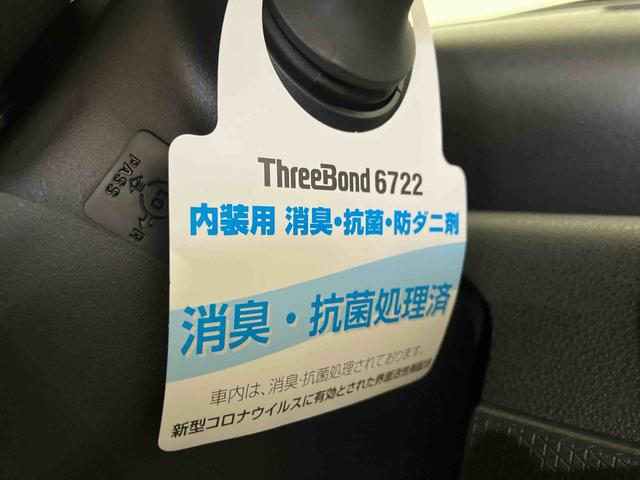 ThreeBond 6722
内装用 消臭・抗菌・防ダニ剤
消臭・抗菌処理済
車内は、消臭・抗菌処理されております。
新型コロナウイルスに有効とされた界面活性剤配合
PASS
LO
R